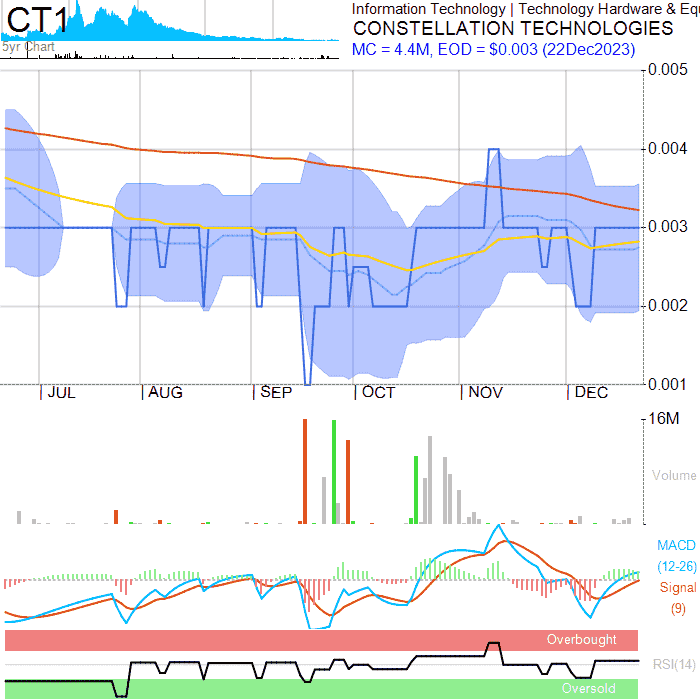 CT1
5yr Chart
Information Technology | Technology Hardware & Equ
CONSTELLATION TECHNOLOGIES
MC = 4.4M, EOD = $0.003 (22Dec2023)
0.005
0.004
0.003
0.002
0.001
JUL AUG SEP OCT NOV DEC
16M
Volume
MACD
(12-26)
Signal
(9)
Overbought
RSI(14)
Oversold